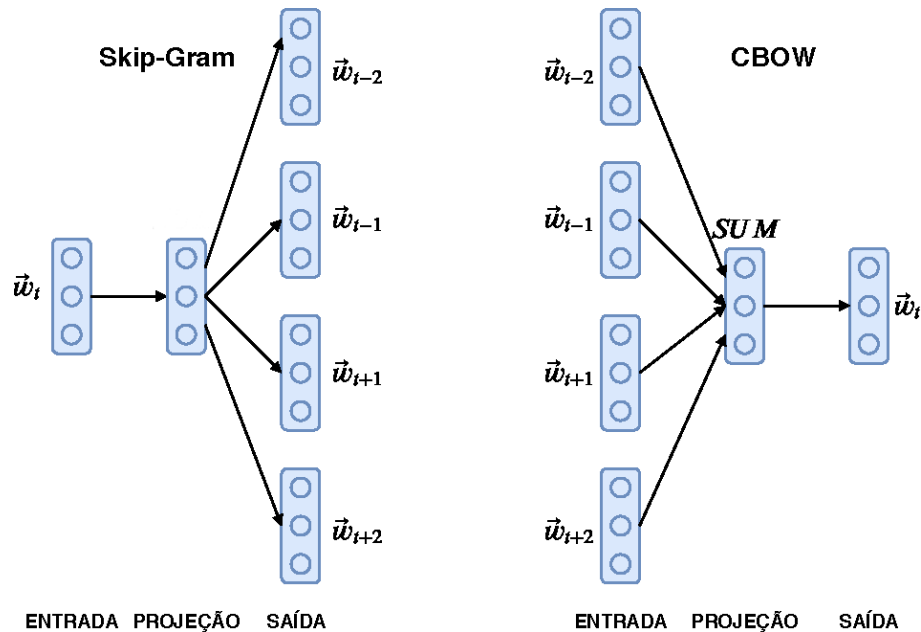 Skip-Gram
w⃗ₜ₋₂
w⃗ₜ₋₁
w⃗ₜ
w⃗ₜ₊₁
w⃗ₜ₊₂
ENTRADA PROJEÇÃO SAÍDA
CBOW
w⃗ₜ₋₂
w⃗ₜ₋₁
SUM
w⃗ₜ
w⃗ₜ₊₁
w⃗ₜ₊₂
ENTRADA PROJEÇÃO SAÍDA